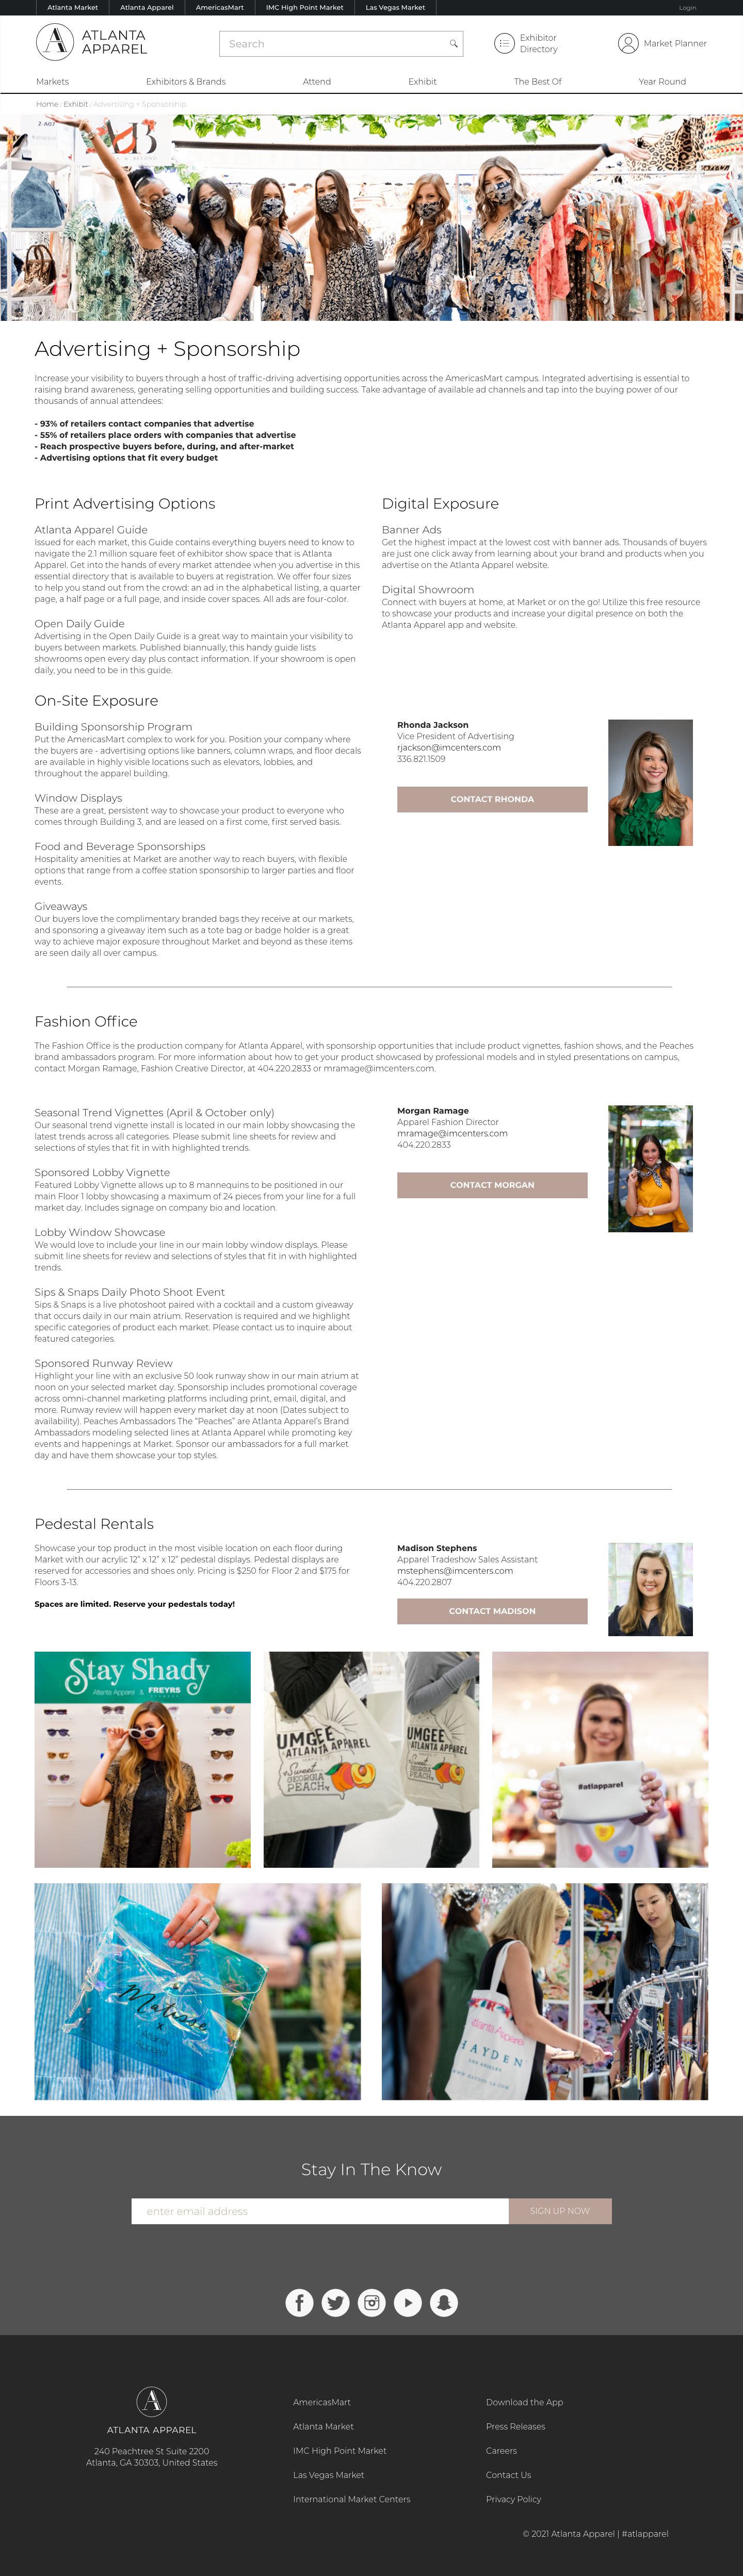 Atlanta Market
Atlanta Apparel
AmericasMart
IMC High Point Market
Las Vegas Market
Login
ATLANTA
APPAREL
Search
Exhibitor
Directory
Market Planner
Markets
Exhibitors & Brands
Attend
Exhibit
The Best Of
Year Round
Home / Exhibit / Advertising + Sponsorship
2-A07
Advertising + Sponsorship
Increase your visibility to buyers through a host of traffic-driving advertising opportunities across the AmericasMart campus. Integrated advertising is essential to
raising brand awareness, generating selling opportunities and building success. Take advantage of available ad channels and tap into the buying power of our
thousands of annual attendees:
- 93% of retailers contact companies that advertise
- 55% of retailers place orders with companies that advertise
- Reach prospective buyers before, during, and after-market
- Advertising options that fit every budget
Print Advertising Options
Atlanta Apparel Guide
Issued for each market, this Guide contains everything buyers need to know to
navigate the 2.1 million square feet of exhibitor show space that is Atlanta
Apparel. Get into the hands of every market attendee when you advertise in this
essential directory that is available to buyers at registration. We offer four sizes
to help you stand out from the crowd: an ad in the alphabetical listing, a quarter
page, a half page or a full page, and inside cover spaces. All ads are four-color.
Open Daily Guide
Advertising in the Open Daily Guide is a great way to maintain your visibility to
buyers between markets. Published biannually, this handy guide lists
showrooms open every day plus contact information. If your showroom is open
daily, you need to be in this guide.
Digital Exposure
Banner Ads
Get the highest impact at the lowest cost with banner ads. Thousands of buyers
are just one click away from learning about your brand and products when you
advertise on the Atlanta Apparel website.
Digital Showroom
Connect with buyers at home, at Market or on the go! Utilize this free resource
to showcase your products and increase your digital presence on both the
Atlanta Apparel app and website.
On-Site Exposure
Building Sponsorship Program
Put the AmericasMart complex to work for you. Position your company where
the buyers are - advertising options like banners, column wraps, and floor decals
are available in highly visible locations such as elevators, lobbies, and
throughout the apparel building.
Window Displays
These are a great, persistent way to showcase your product to everyone who
comes through Building 3, and are leased on a first come, first served basis.
Food and Beverage Sponsorships
Hospitality amenities at Market are another way to reach buyers, with flexible
options that range from a coffee station sponsorship to larger parties and floor
events.
Giveaways
Our buyers love the complimentary branded bags they receive at our markets,
and sponsoring a giveaway item such as a tote bag or badge holder is a great
way to achieve major exposure throughout Market and beyond as these items
are seen daily all over campus.
Rhonda Jackson
Vice President of Advertising
rjackson@imcenters.com
336.821.1509
CONTACT RHONDA
Fashion Office
The Fashion Office is the production company for Atlanta Apparel, with sponsorship opportunities that include product vignettes, fashion shows, and the Peaches
brand ambassadors program. For more information about how to get your product showcased by professional models and in styled presentations on campus,
contact Morgan Ramage, Fashion Creative Director, at 404.220.2833 or mramage@imcenters.com.
Seasonal Trend Vignettes (April & October only)
Our seasonal trend vignette install is located in our main lobby showcasing the
latest trends across all categories. Please submit line sheets for review and
selections of styles that fit in with highlighted trends.
Sponsored Lobby Vignette
Featured Lobby Vignette allows up to 8 mannequins to be positioned in our
main Floor 1 lobby showcasing a maximum of 24 pieces from your line for a full
market day. Includes signage on company bio and location.
Lobby Window Showcase
We would love to include your line in our main lobby window displays. Please
submit line sheets for review and selections of styles that fit in with highlighted
trends.
Sips & Snaps Daily Photo Shoot Event
Sips & Snaps is a live photoshoot paired with a cocktail and a custom giveaway
that occurs daily in our main atrium. Reservation is required and we highlight
specific categories of product each market. Please contact us to inquire about
featured categories.
Sponsored Runway Review
Highlight your line with an exclusive 50 look runway show in our main atrium at
noon on your selected market day. Sponsorship includes promotional coverage
across omni-channel marketing platforms including print, email, digital, and
more. Runway review will happen every market day at noon (Dates subject to
availability). Peaches Ambassadors The "Peaches" are Atlanta Apparel's Brand
Ambassadors modeling selected lines at Atlanta Apparel while promoting key
events and happenings at Market. Sponsor our ambassadors for a full market
day and have them showcase your top styles.
Morgan Ramage
Apparel Fashion Director
mramage@imcenters.com
404.220.2833
CONTACT MORGAN
Pedestal Rentals
Showcase your top product in the most visible location on each floor during
Market with our acrylic 12" x 12" x 12" pedestal displays. Pedestal displays are
reserved for accessories and shoes only. Pricing is $250 for Floor 2 and $175 for
Floors 3-13.
Spaces are limited. Reserve your pedestals today!
Madison Stephens
Apparel Tradeshow Sales Assistant
mstephens@imcenters.com
404.220.2807
CONTACT MADISON
Stay Shady
Atlanta Apparel & FREYRS
UMGEE
ATLANTA APPAREL
Sweet
GEORGIA
PEACH
UMGEE
ATLANTA APPAREL
Sweet
GEORGIA
PEACH
#atlapparel
Matisse
x
Atlanta
Apparel
Atlanta Apparel
HAYDEN
LOS ANGELES
Stay In The Know
enter email address
SIGN UP NOW
ATLANTA APPAREL
240 Peachtree St Suite 2200
Atlanta, GA 30303, United States
AmericasMart
Atlanta Market
IMC High Point Market
Las Vegas Market
International Market Centers
Download the App
Press Releases
Careers
Contact Us
Privacy Policy
© 2021 Atlanta Apparel | #atlapparel